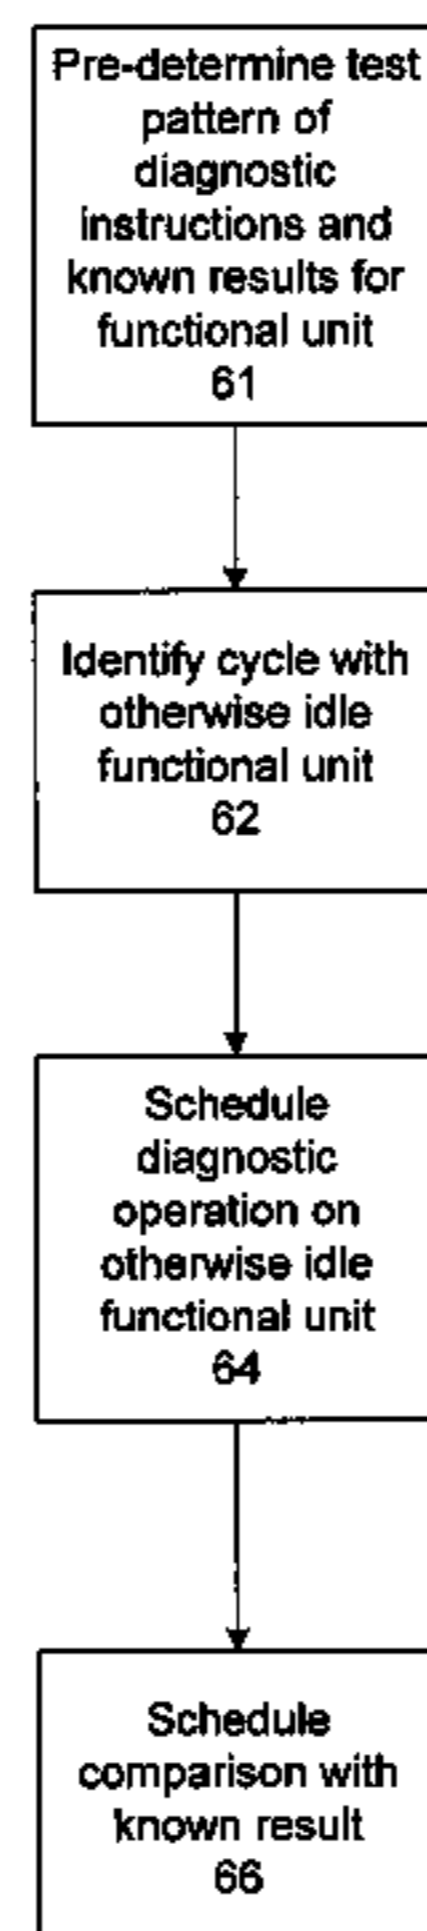 Pre-determine test
pattern of
diagnostic
instructions and
known results for
functional unit
61
Identify cycle with
otherwise idle
functional unit
62
Schedule
diagnostic
operation on
otherwise idle
functional unit
64
Schedule
comparison with
known result
66